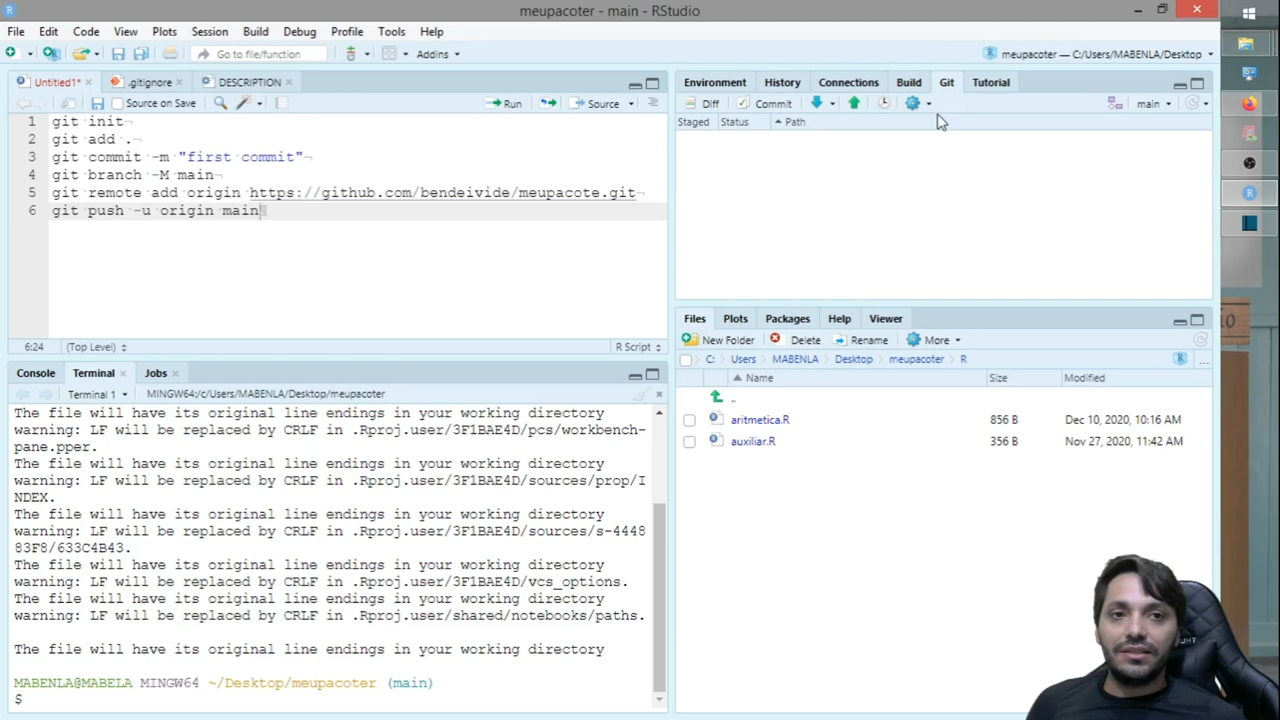 meupacoter - main - RStudio
File Edit Code View Plots Session Build Debug Profile Tools Help
Go to file/function Addins meupacoter — C:/Users/MABENLA/Desktop
Untitled1* .gitignore DESCRIPTION
Source on Save Run Source
1 git init
2 git add .
3 git commit -m "first commit"
4 git branch -M main
5 git remote add origin https://github.com/bendeivide/meupacote.git
6 git push -u origin main
6:24 (Top Level) R Script
Environment History Connections Build Git Tutorial
Diff Commit main
Staged Status Path
Console Terminal Jobs
Terminal 1 MINGW64:/c/Users/MABENLA/Desktop/meupacoter
The file will have its original line endings in your working directory
warning: LF will be replaced by CRLF in .Rproj.user/3F1BAE4D/pcs/workbench-
pane.pper.
The file will have its original line endings in your working directory
warning: LF will be replaced by CRLF in .Rproj.user/3F1BAE4D/sources/prop/I
NDEX.
The file will have its original line endings in your working directory
warning: LF will be replaced by CRLF in .Rproj.user/3F1BAE4D/sources/s-4448
83F8/633C4B43.
The file will have its original line endings in your working directory
warning: LF will be replaced by CRLF in .Rproj.user/3F1BAE4D/vcs_options.
The file will have its original line endings in your working directory
warning: LF will be replaced by CRLF in .Rproj.user/shared/notebooks/paths.
The file will have its original line endings in your working directory
MABENLA@MABELA MINGW64 ~/Desktop/meupacoter (main)
$
Files Plots Packages Help Viewer
New Folder Delete Rename More
C: Users MABENLA Desktop meupacoter R
Name Size Modified
..
aritmetica.R 856 B Dec 10, 2020, 10:16 AM
auxiliar.R 356 B Nov 27, 2020, 11:42 AM